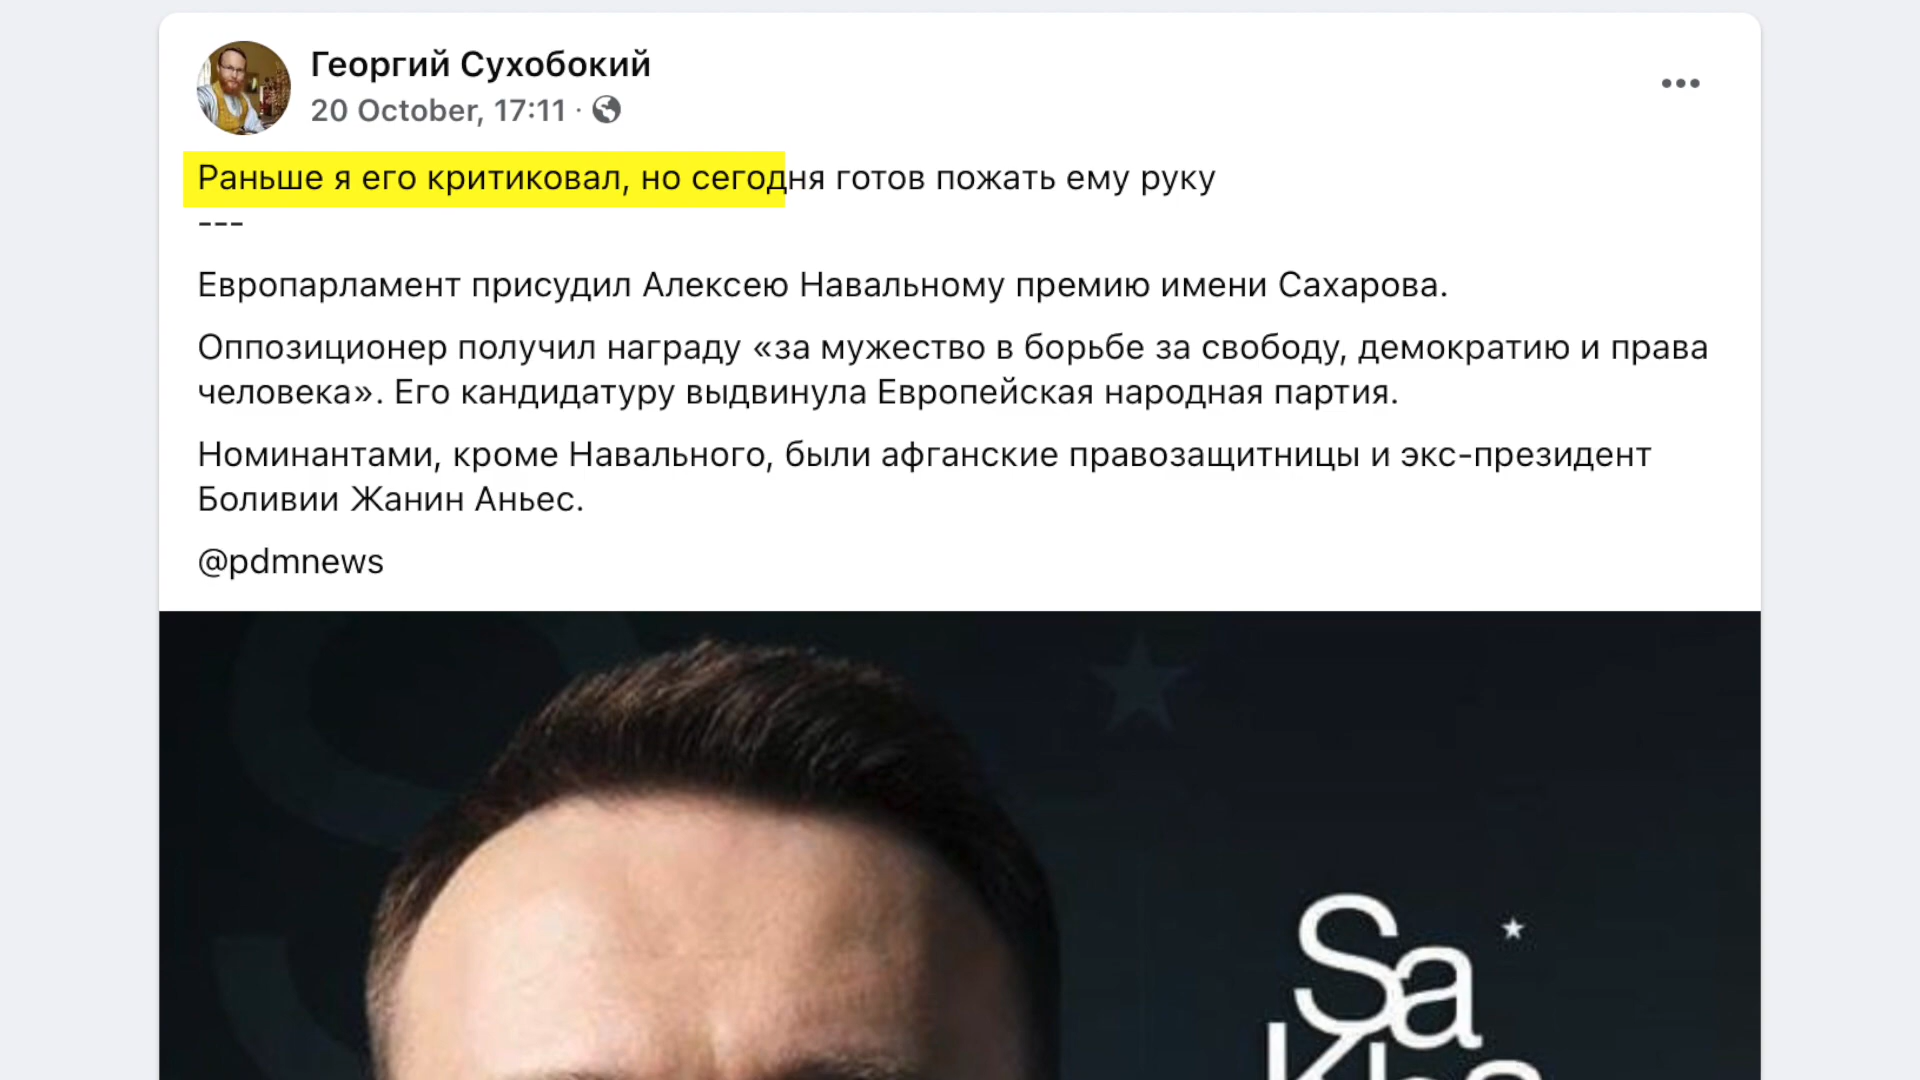 Георгий Сухобокий
20 October, 17:11 ·
Раньше я его критиковал, но сегодня готов пожать ему руку
---
Европарламент присудил Алексею Навальному премию имени Сахарова.
Оппозиционер получил награду «за мужество в борьбе за свободу, демократию и права
человека». Его кандидатуру выдвинула Европейская народная партия.
Номинантами, кроме Навального, были афганские правозащитницы и экс-президент
Боливии Жанин Аньес.
@pdmnews
Sa